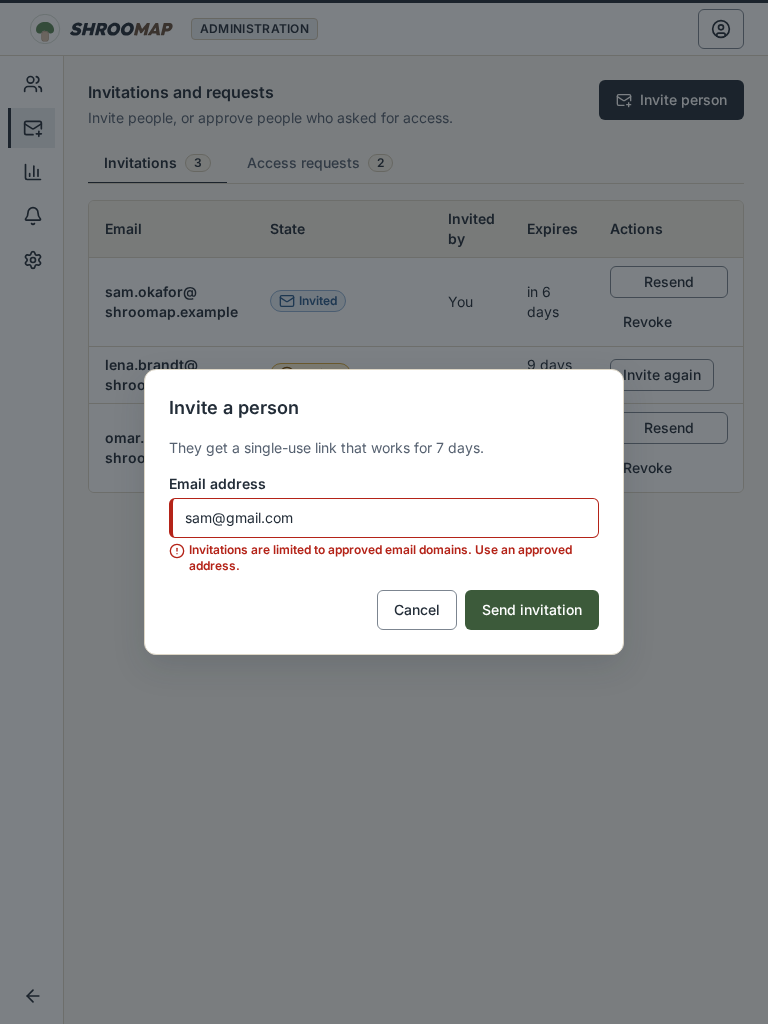 SHROOMAP ADMINISTRATION
Invitations and requests
Invite people, or approve people who asked for access.
Invite person
Invitations 3 Access requests 2
Email State Invited by Expires Actions
sam.okafor@
shroomap.example
Invited
You
in 6
days
Resend
Revoke
lena.brandt@
shroo
9 days
Invite again
omar.
shroo
Resend
Revoke
Invite a person
They get a single-use link that works for 7 days.
Email address
sam@gmail.com
Invitations are limited to approved email domains. Use an approved
address.
Cancel Send invitation